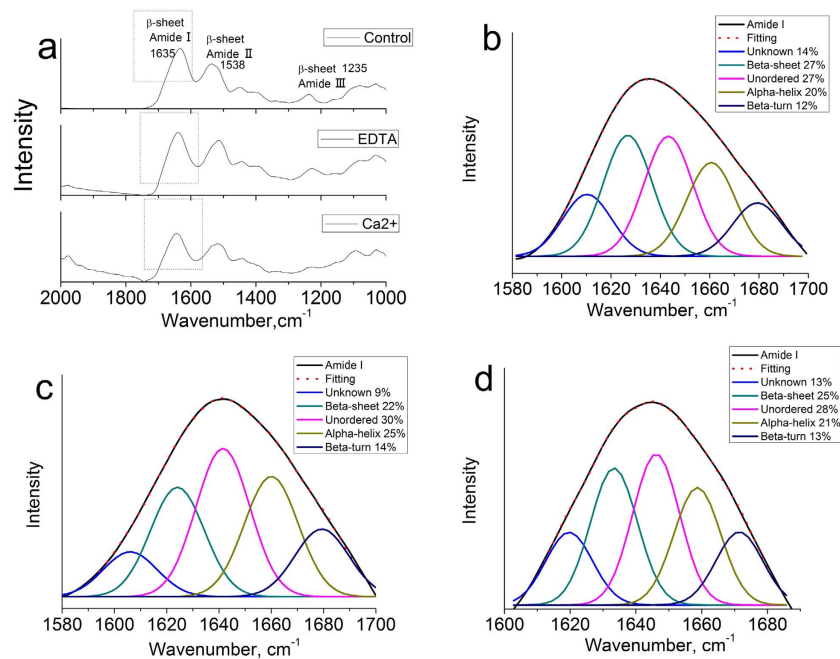 a
β-sheet
Amide Ⅰ
1635
β-sheet
Amide Ⅱ
1538
β-sheet 1235
Amide Ⅲ
Control
EDTA
Ca2+
Intensity
2000 1800 1600 1400 1200 1000
Wavenumber,cm-1
b
Amide I
Fitting
Unknown 14%
Beta-sheet 27%
Unordered 27%
Alpha-helix 20%
Beta-turn 12%
Intensity
1580 1600 1620 1640 1660 1680 1700
Wavenumber, cm-1
c
Amide I
Fitting
Unknown 9%
Beta-sheet 22%
Unordered 30%
Alpha-helix 25%
Beta-turn 14%
Intensity
1580 1600 1620 1640 1660 1680 1700
Wavenumber, cm-1
d
Amide I
Fitting
Unknown 13%
Beta-sheet 25%
Unordered 28%
Alpha-helix 21%
Beta-turn 13%
Intensity
1600 1620 1640 1660 1680
Wavenumber, cm-1